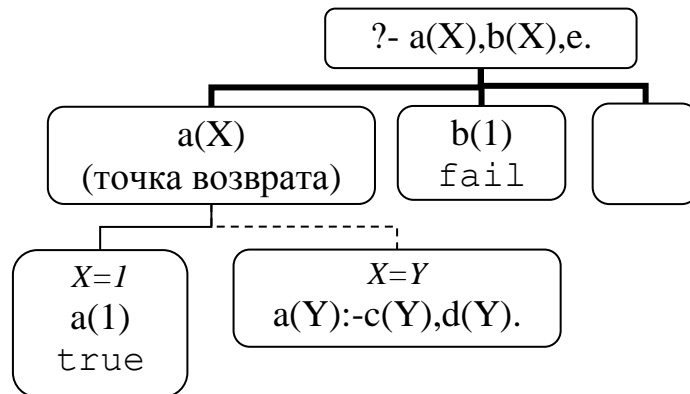 ?- a(X),b(X),e.
a(X)
(точка возврата)
b(1)
fail
X=1
a(1)
true
X=Y
a(Y):-c(Y),d(Y).